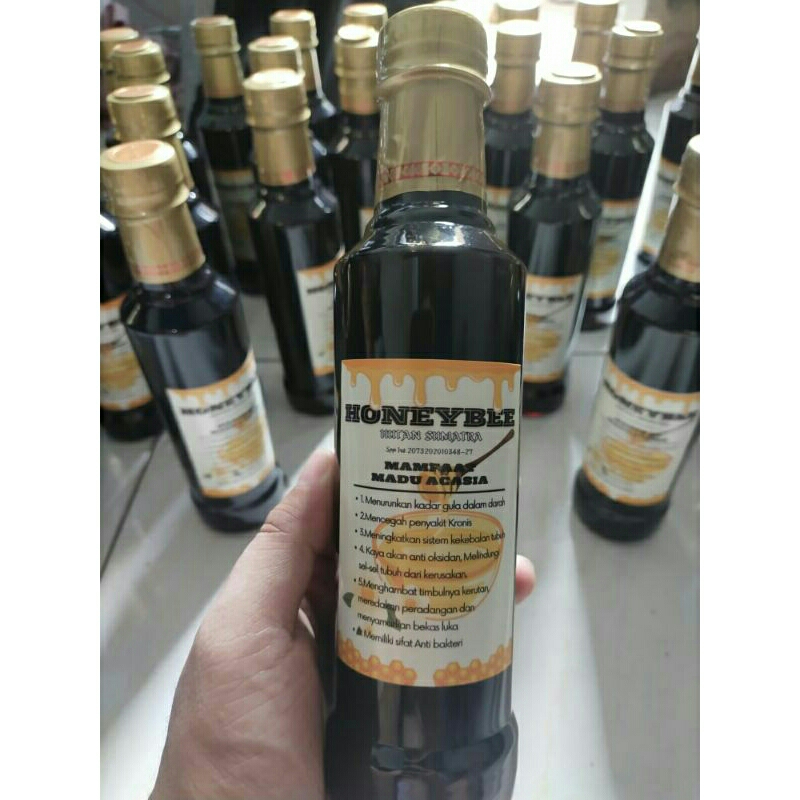 HONEYBEE
HUTAN SUMATRA
MAMFAAT
MADU ACASIA
• 1. Menurunkan kadar gula dalam darah
• 2.Mencegah penyakit Kronis
• 3.Meningkatkan sistem kekebalan tubuh
• 4. Kaya akan anti oksidan, Melindungi
sel-sel tubuh dari kerusakan.
• 5.Menghambat timbulnya kerutan,
meredakan peradangan dan
menyamarkan bekas luka
Memiliki sifat Anti bakteri
HONEYBEE
HONEYBEE